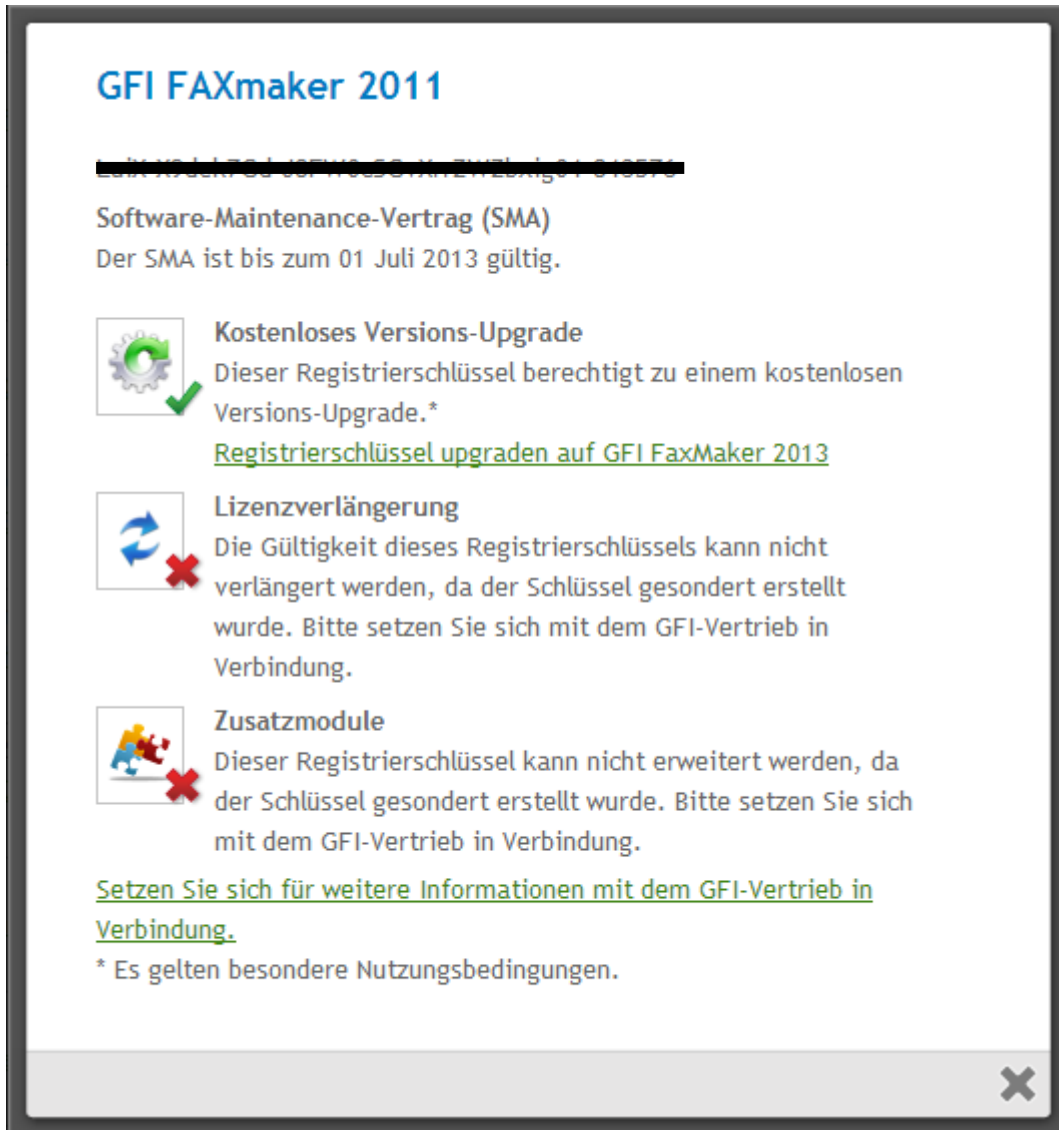 GFI FAXmaker 2011
Software-Maintenance-Vertrag (SMA)
Der SMA ist bis zum 01 Juli 2013 gültig.
Kostenloses Versions-Upgrade
Dieser Registrierschlüssel berechtigt zu einem kostenlosen
Versions-Upgrade.*
Registrierschlüssel upgraden auf GFI FaxMaker 2013
Lizenzverlängerung
Die Gültigkeit dieses Registrierschlüssels kann nicht
verlängert werden, da der Schlüssel gesondert erstellt
wurde. Bitte setzen Sie sich mit dem GFI-Vertrieb in
Verbindung.
Zusatzmodule
Dieser Registrierschlüssel kann nicht erweitert werden, da
der Schlüssel gesondert erstellt wurde. Bitte setzen Sie sich
mit dem GFI-Vertrieb in Verbindung.
Setzen Sie sich für weitere Informationen mit dem GFI-Vertrieb in
Verbindung.
* Es gelten besondere Nutzungsbedingungen.